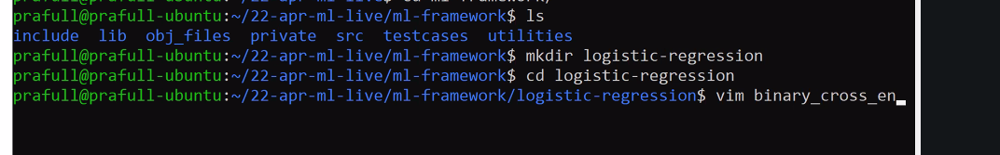 prafull@prafull-ubuntu:~/22-apr-ml-live/ml-framework$ ls
include lib obj_files private src testcases utilities
prafull@prafull-ubuntu:~/22-apr-ml-live/ml-framework$ mkdir logistic-regression
prafull@prafull-ubuntu:~/22-apr-ml-live/ml-framework$ cd logistic-regression
prafull@prafull-ubuntu:~/22-apr-ml-live/ml-framework/logistic-regression$ vim binary_cross_en